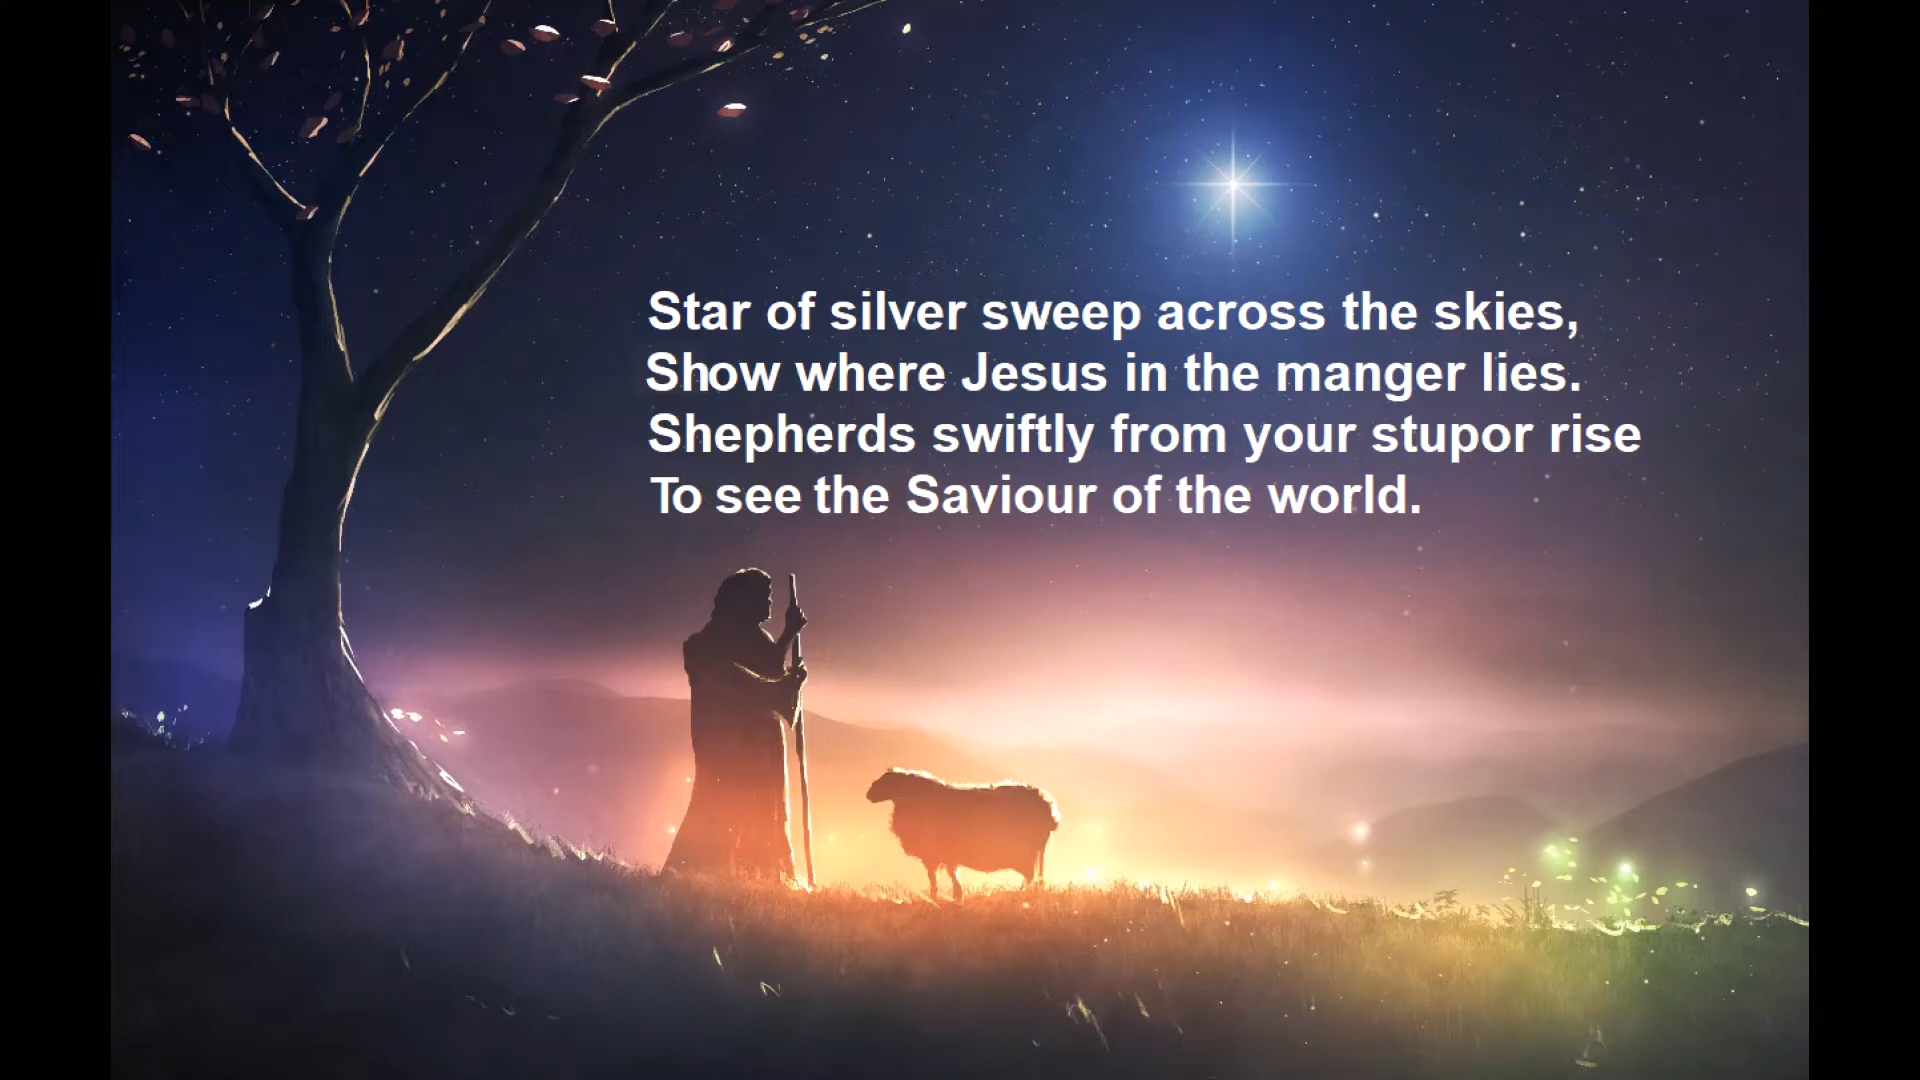 Star of silver sweep across the skies,
Show where Jesus in the manger lies.
Shepherds swiftly from your stupor rise
To see the Saviour of the world.